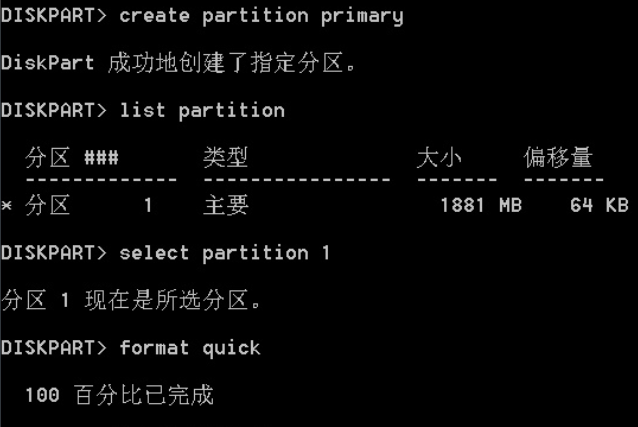 DISKPART> create partition primary
DiskPart 成功地创建了指定分区。
DISKPART> list partition
分区 ### 类型 大小 偏移量
------------- ---------------- ------- -------
* 分区 1 主要 1881 MB 64 KB
DISKPART> select partition 1
分区 1 现在是所选分区。
DISKPART> format quick
100 百分比已完成